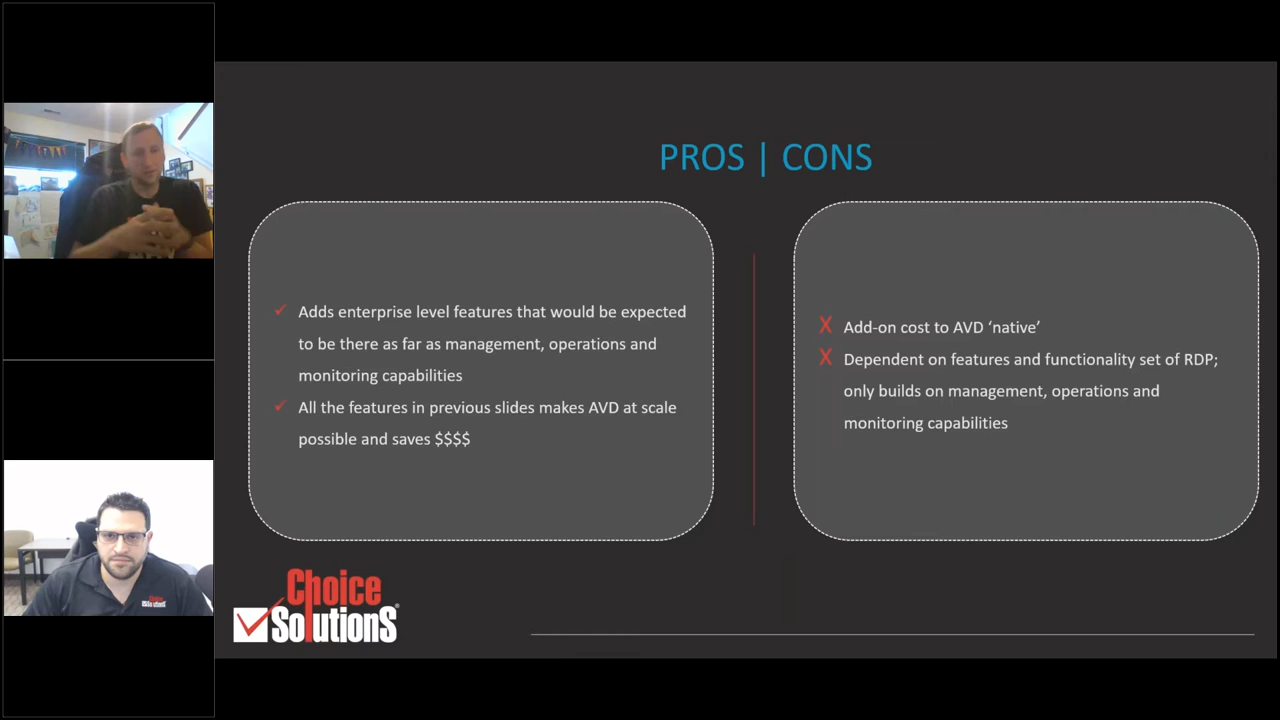 PROS | CONS
✓ Adds enterprise level features that would be expected
to be there as far as management, operations and
monitoring capabilities
✓ All the features in previous slides makes AVD at scale
possible and saves $$$$
X Add-on cost to AVD ‘native’
X Dependent on features and functionality set of RDP;
only builds on management, operations and
monitoring capabilities
Choice
Solutions®
Choice
Solutions